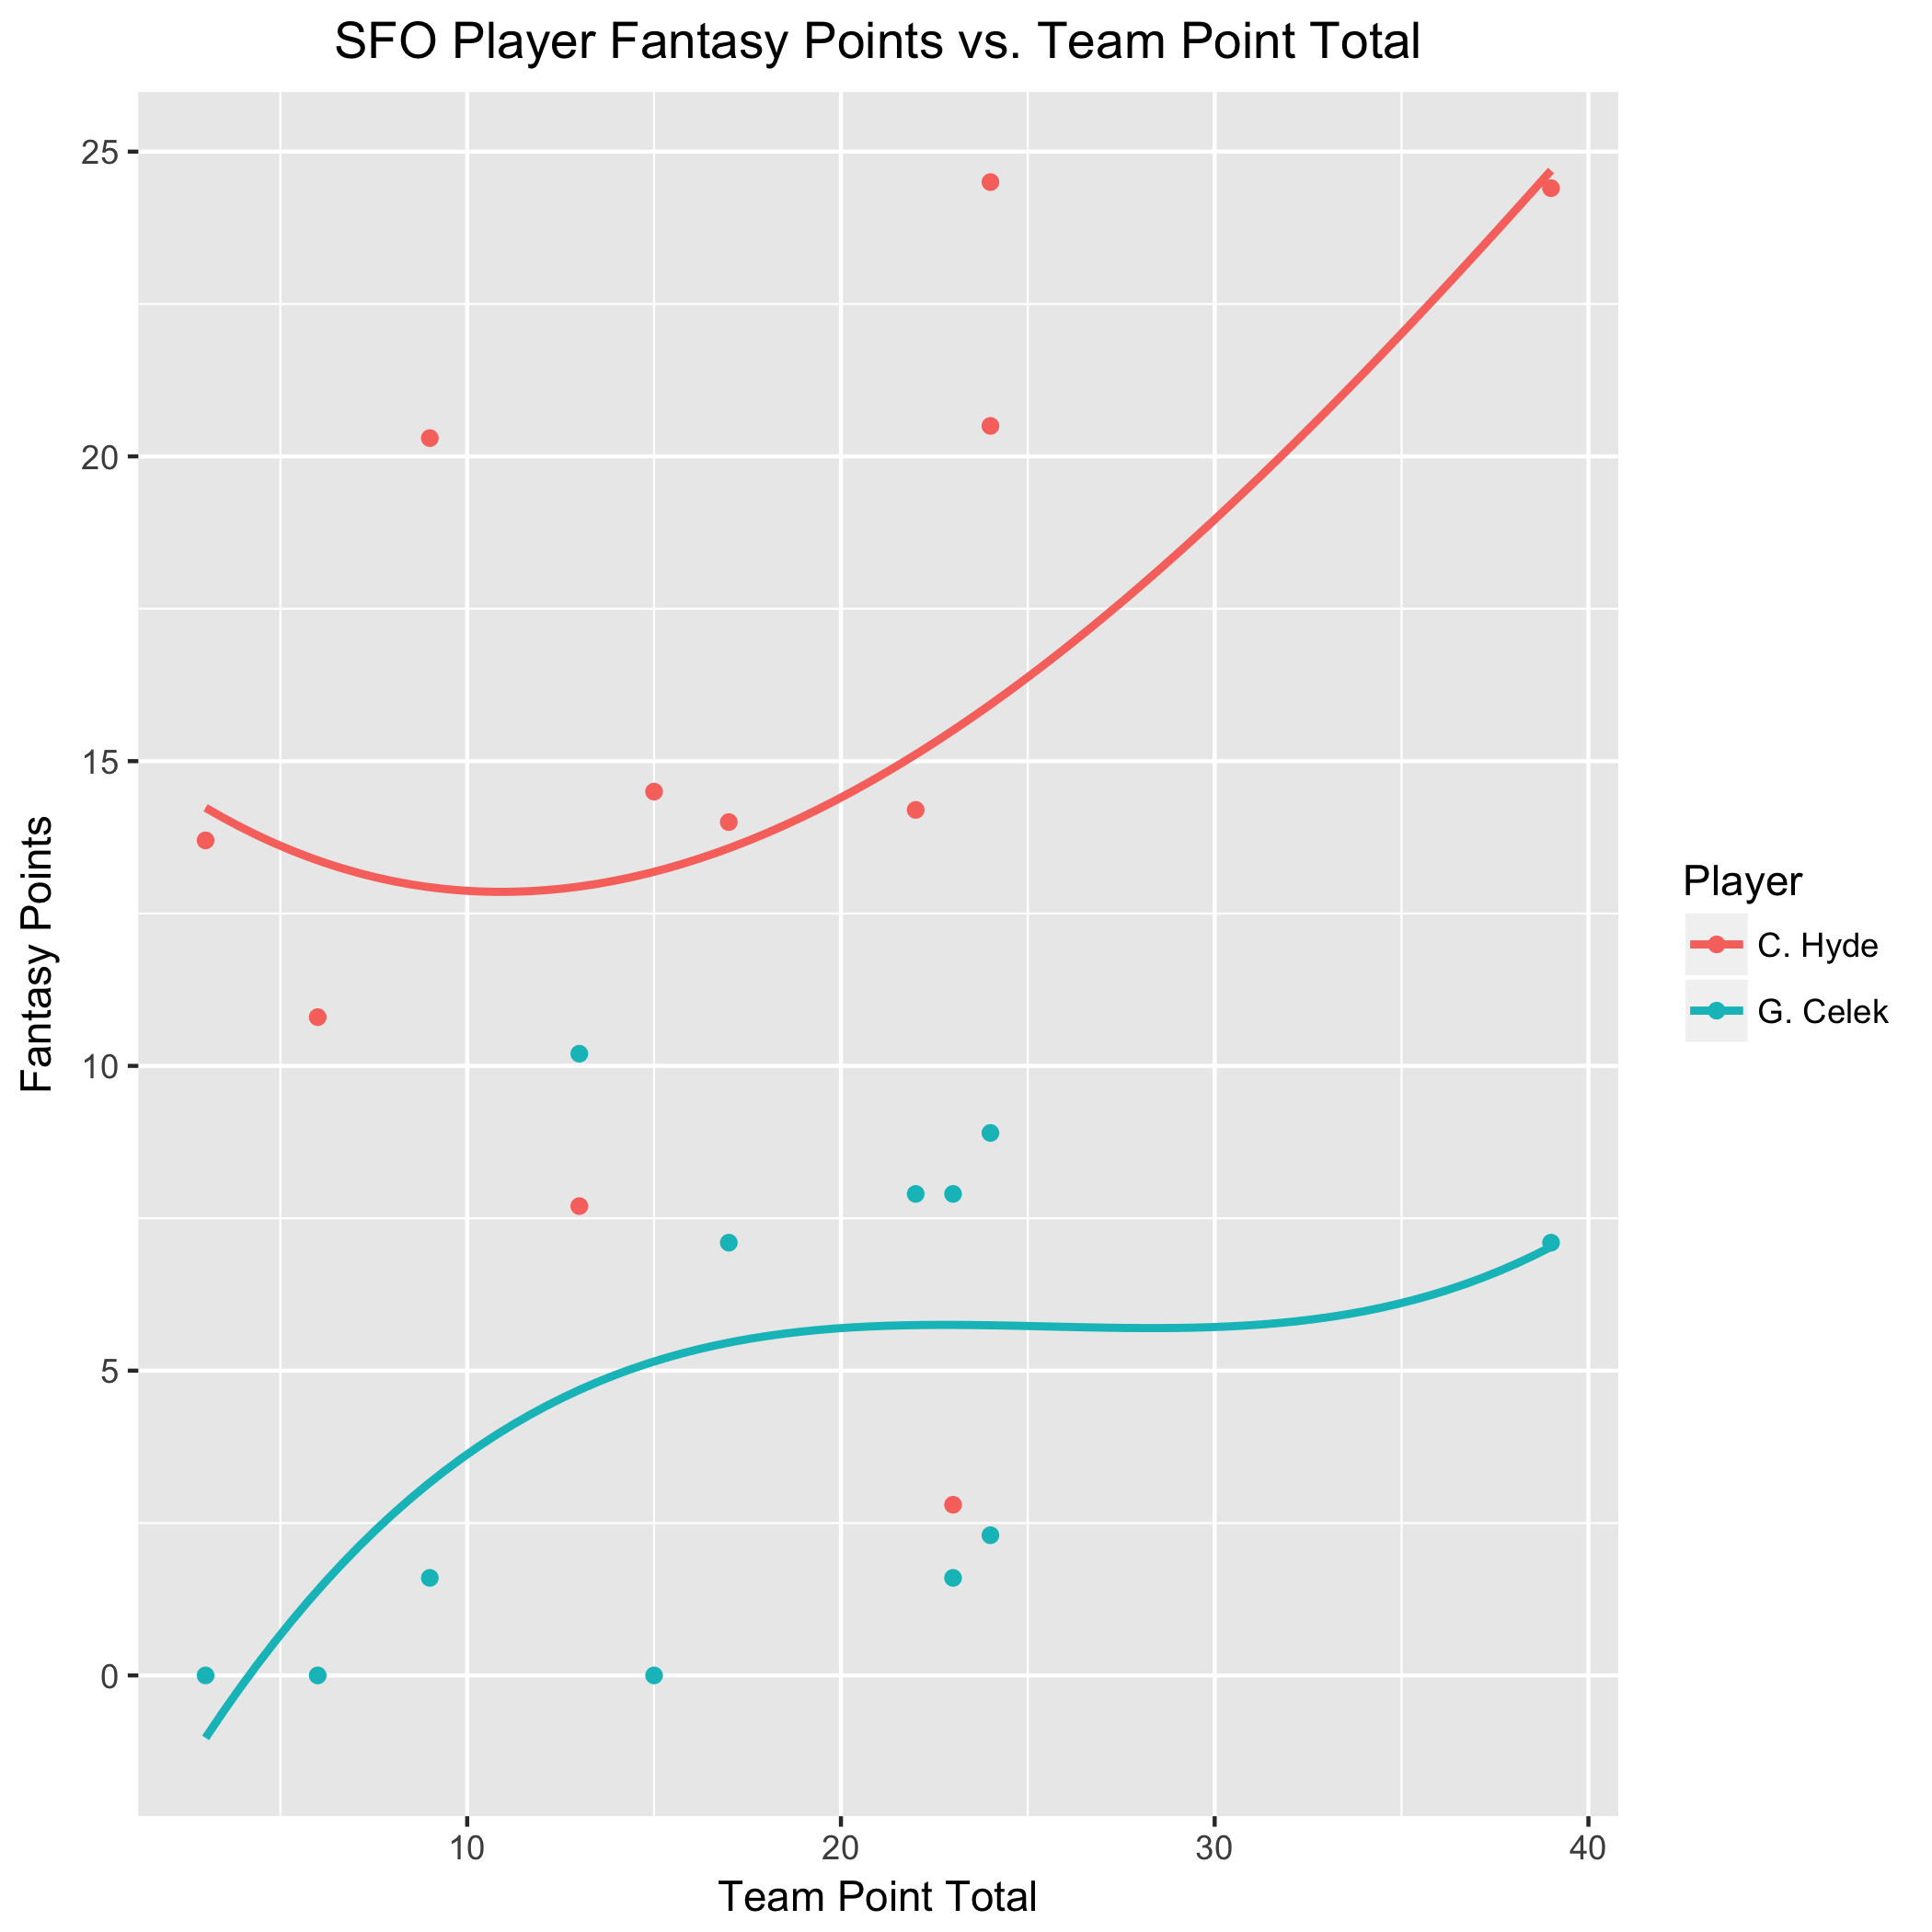 SFO Player Fantasy Points vs. Team Point Total
25
20
15
10
5
0
Fantasy Points
10 20 30 40
Team Point Total
Player
C. Hyde
G. Celek